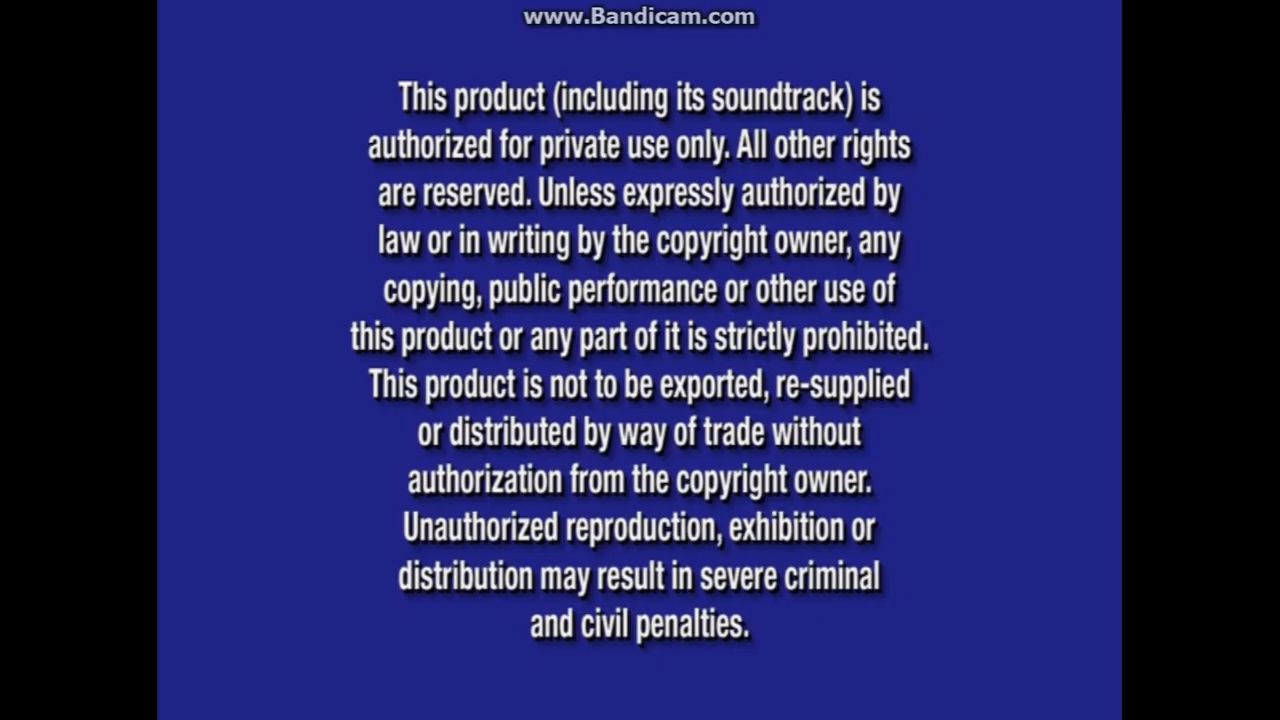 www.Bandicam.com
This product (including its soundtrack) is
authorized for private use only. All other rights
are reserved. Unless expressly authorized by
law or in writing by the copyright owner, any
copying, public performance or other use of
this product or any part of it is strictly prohibited.
This product is not to be exported, re-supplied
or distributed by way of trade without
authorization from the copyright owner.
Unauthorized reproduction, exhibition or
distribution may result in severe criminal
and civil penalties.